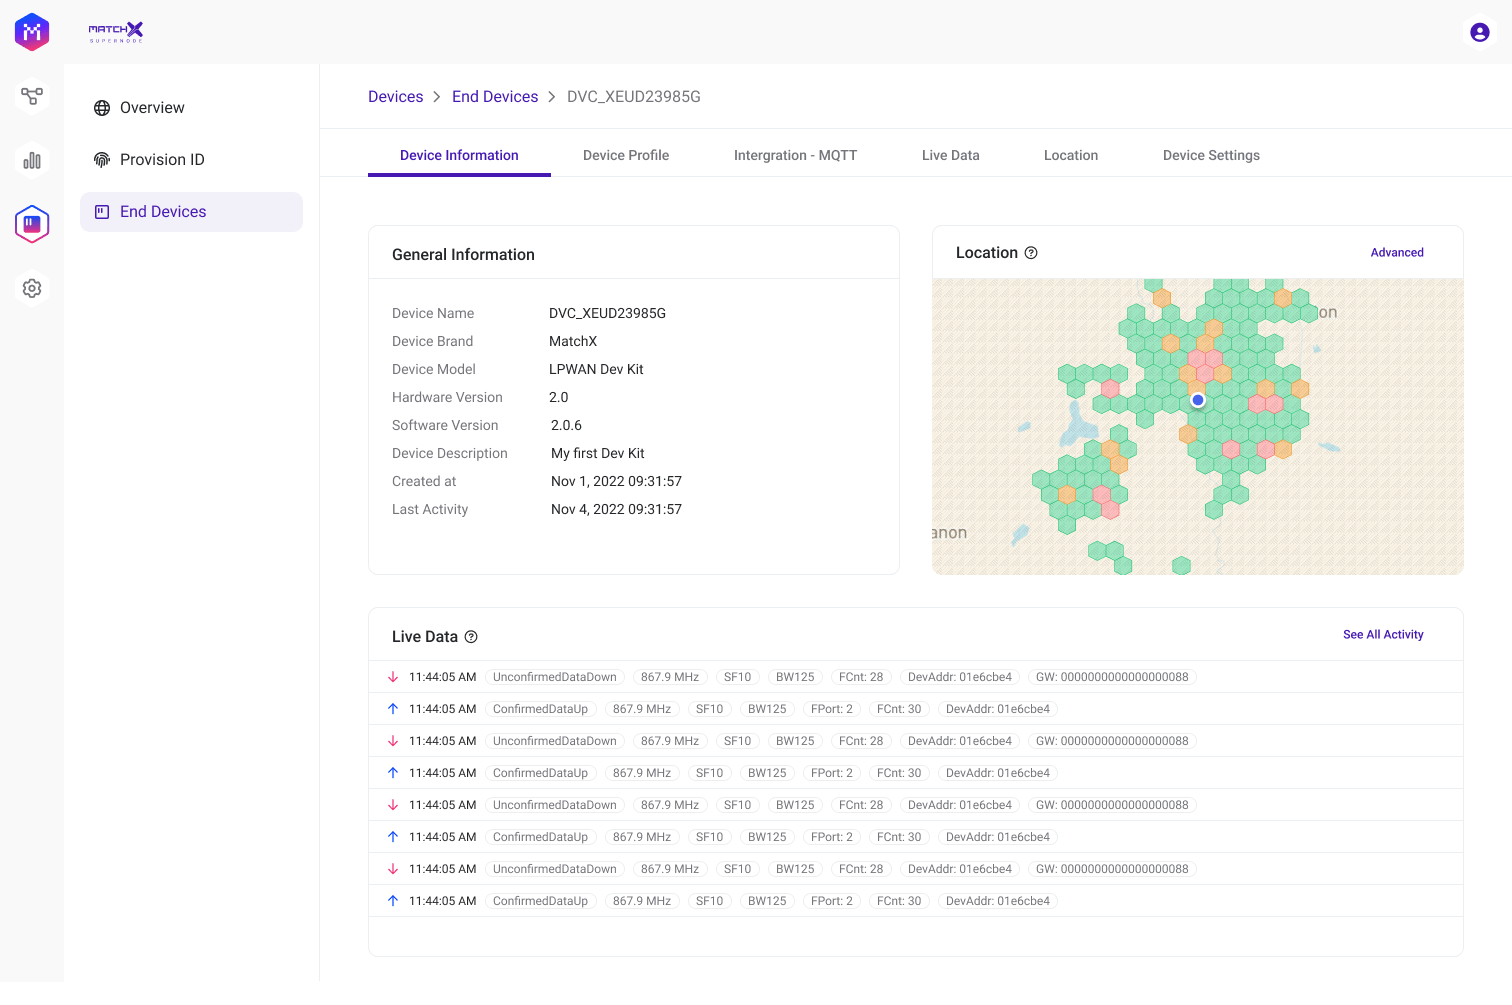 MATCHX
SUPERNODE
Overview
Provision ID
End Devices
Devices > End Devices > DVC_XEUD23985G
Device Information Device Profile Intergration - MQTT Live Data Location Device Settings
General Information
Device Name DVC_XEUD23985G
Device Brand MatchX
Device Model LPWAN Dev Kit
Hardware Version 2.0
Software Version 2.0.6
Device Description My first Dev Kit
Created at Nov 1, 2022 09:31:57
Last Activity Nov 4, 2022 09:31:57
Location Advanced
on
anon
Live Data See All Activity
11:44:05 AM UnconfirmedDataDown 867.9 MHz SF10 BW125 FCnt: 28 DevAddr: 01e6cbe4 GW: 0000000000000000088
11:44:05 AM ConfirmedDataUp 867.9 MHz SF10 BW125 FPort: 2 FCnt: 30 DevAddr: 01e6cbe4
11:44:05 AM UnconfirmedDataDown 867.9 MHz SF10 BW125 FCnt: 28 DevAddr: 01e6cbe4 GW: 0000000000000000088
11:44:05 AM ConfirmedDataUp 867.9 MHz SF10 BW125 FPort: 2 FCnt: 30 DevAddr: 01e6cbe4
11:44:05 AM UnconfirmedDataDown 867.9 MHz SF10 BW125 FCnt: 28 DevAddr: 01e6cbe4 GW: 0000000000000000088
11:44:05 AM ConfirmedDataUp 867.9 MHz SF10 BW125 FPort: 2 FCnt: 30 DevAddr: 01e6cbe4
11:44:05 AM UnconfirmedDataDown 867.9 MHz SF10 BW125 FCnt: 28 DevAddr: 01e6cbe4 GW: 0000000000000000088
11:44:05 AM ConfirmedDataUp 867.9 MHz SF10 BW125 FPort: 2 FCnt: 30 DevAddr: 01e6cbe4